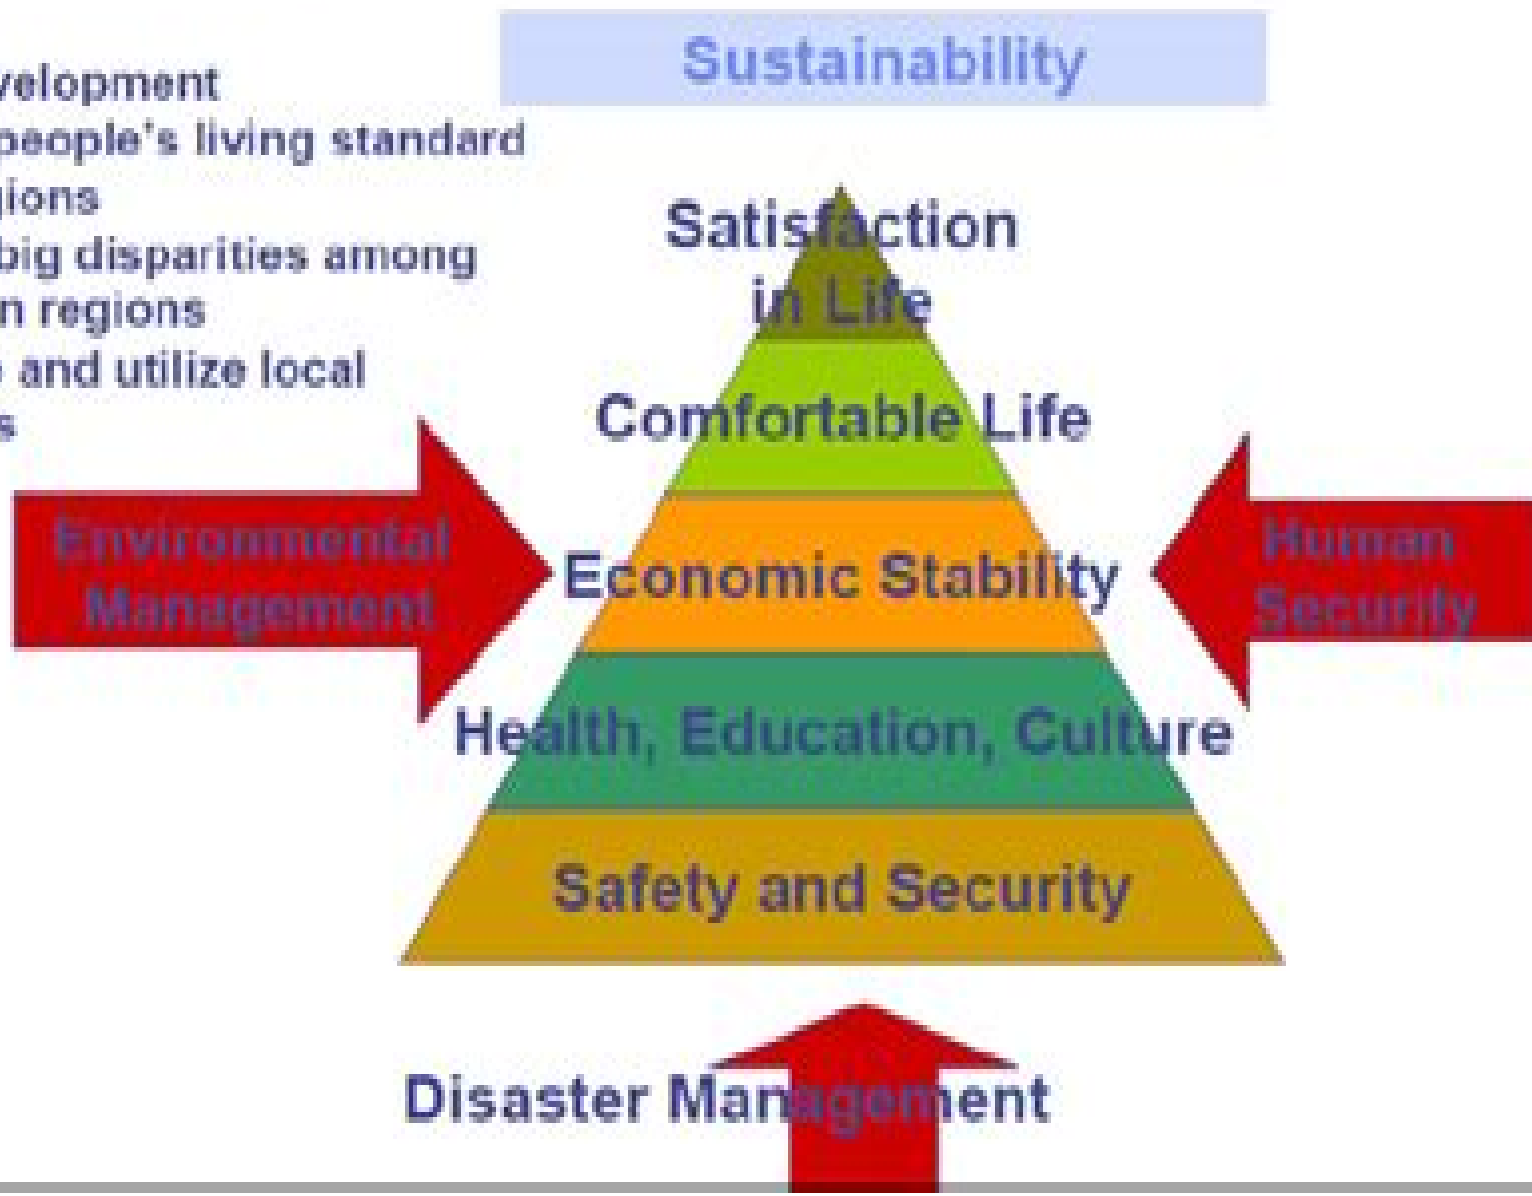 Sustainability
velopment
people's living standard
gions
big disparities among
n regions
and utilize local
s
Satisfaction
in Life
Comfortable Life
Environmental
Management
Economic Stability
Human
Security
Health, Education, Culture
Safety and Security
Disaster Management